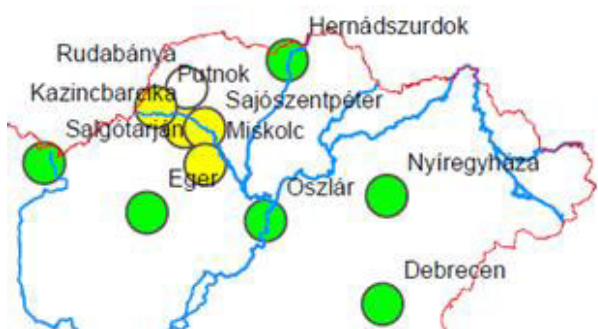 Hernádszurdok
Rudabánya
Putnok
Kazincbarcika
Sajószentpéter
Salgótarján
Miskolc
Eger
Oszlár
Nyíregyháza
Debrecen